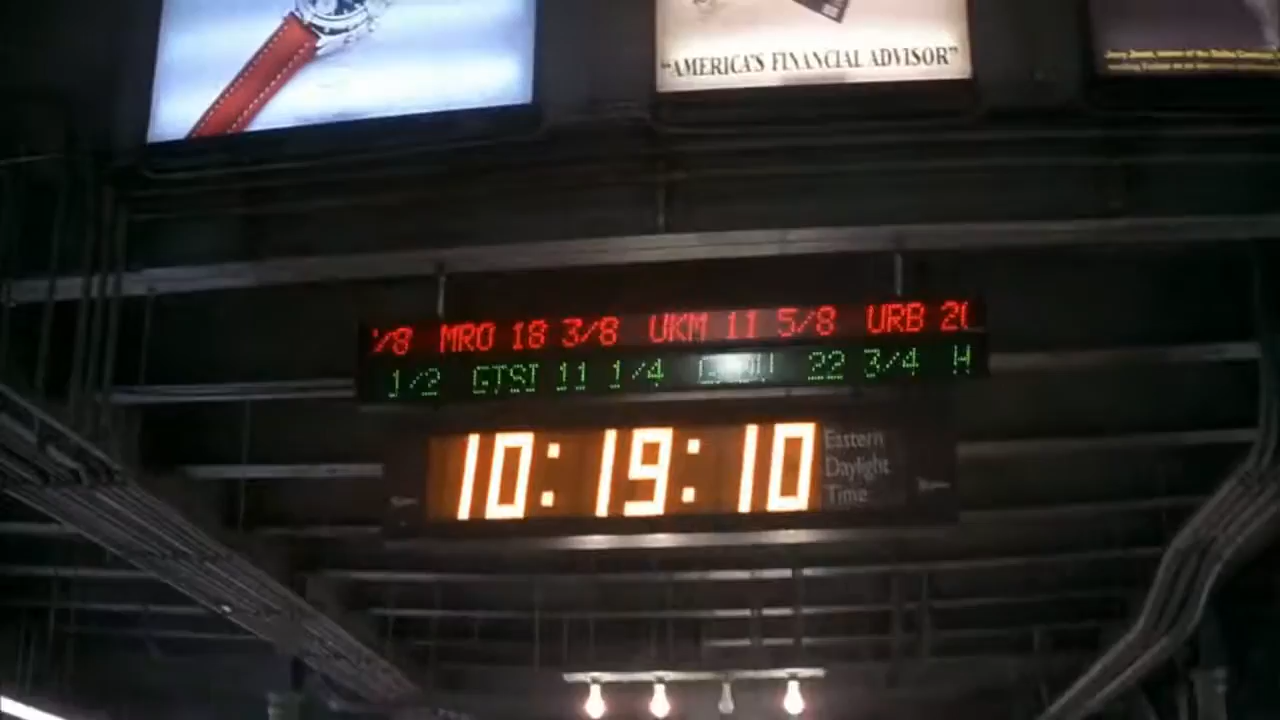 "AMERICA'S FINANCIAL ADVISOR"
/8 MRO 18 3/8 UKM 11 5/8 URB
1/2 GTSI 11 1/4 22 3/4 H
10:19:10
Eastern
Daylight
Time